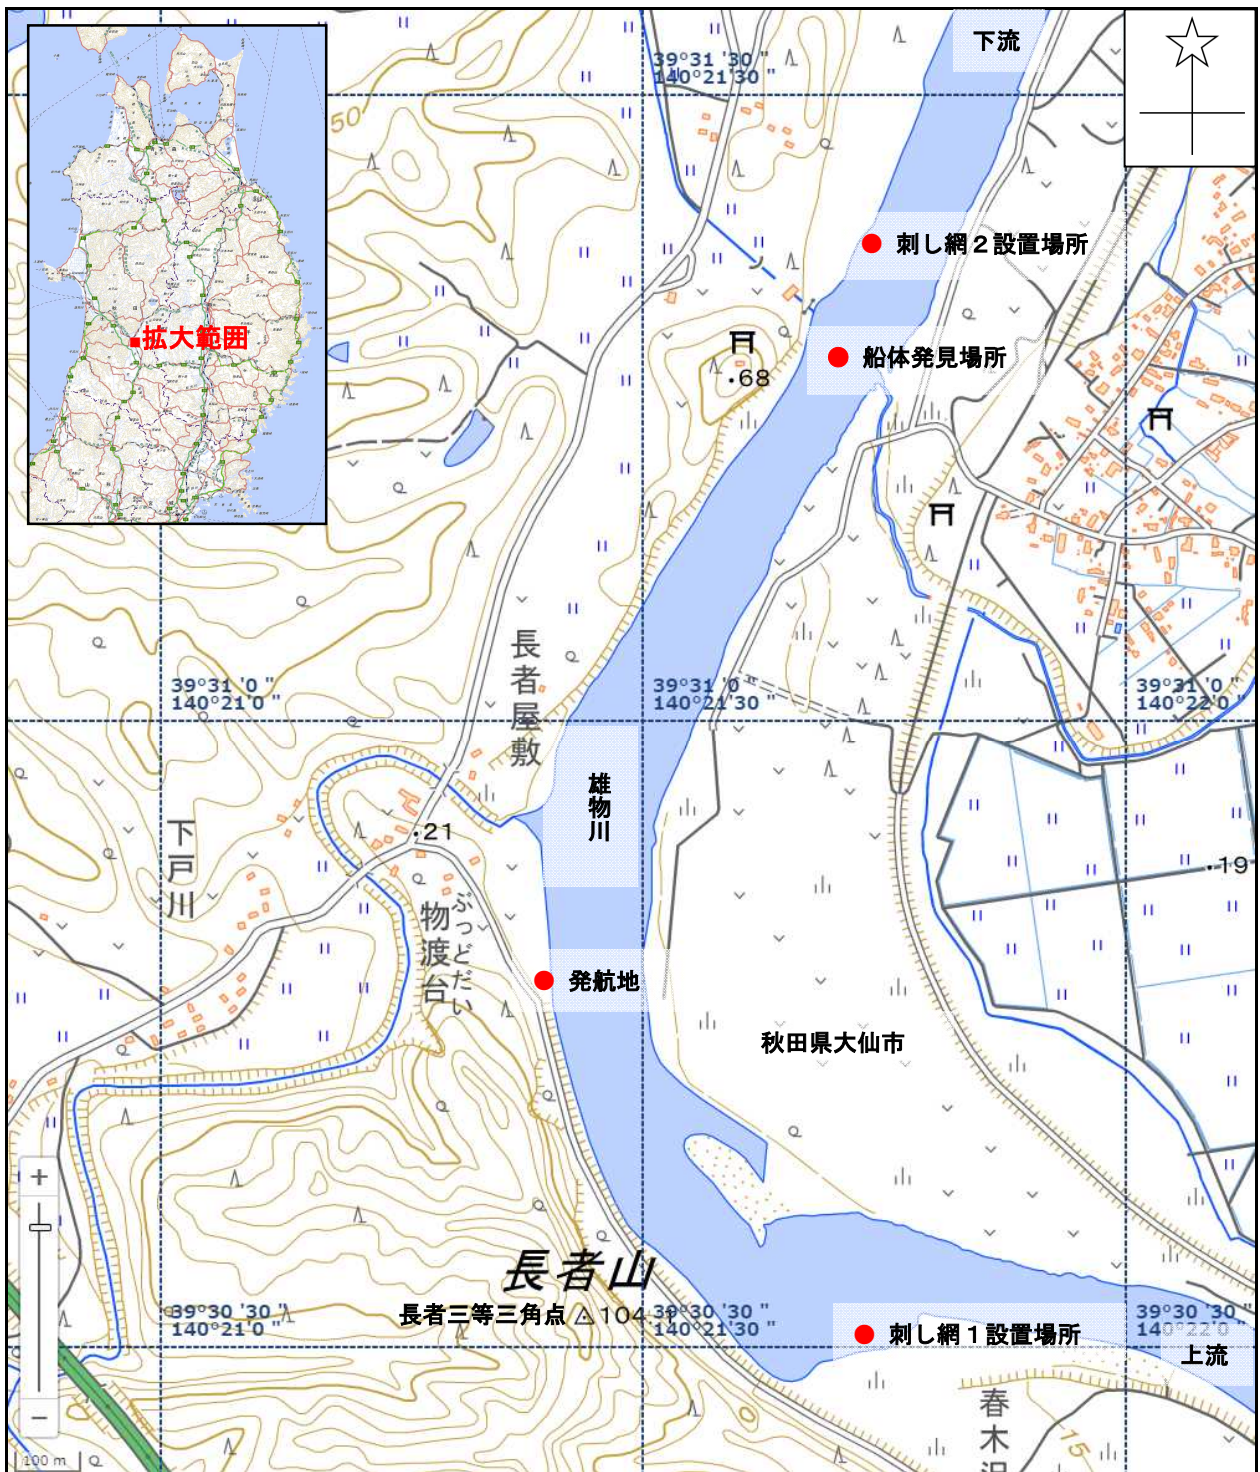 下流
39°31 '30 "
140°21'30 "
50
刺し網２設置場所
拡大範囲
船体発見場所
68
長者屋敷
39°31 '0 "
140°21'0 "
39°31 '0 "
140°21'30 "
39°31 '0 "
140°22'0 "
雄物川
下戸川
21
19
物渡台
ぶつどだい
発航地
秋田県大仙市
長者山
長者三等三角点
104
39°30 '30 "
140°21'0 "
39°30 '30 "
140°21'30 "
39°30 '30 "
140°22'0 "
刺し網１設置場所
上流
春木沢
15
+
−
100 m